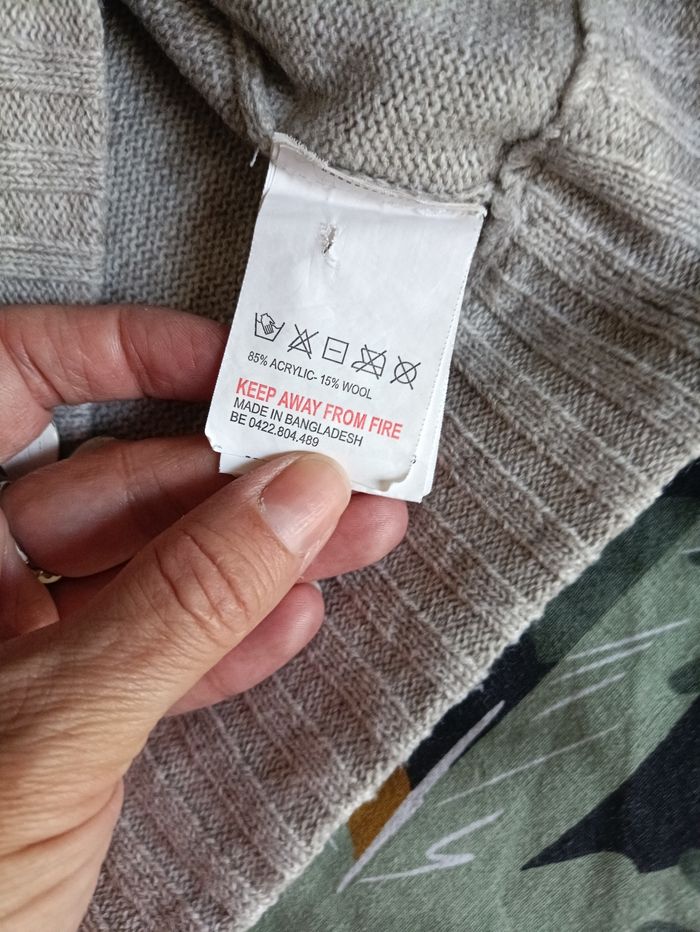 85% ACRYLIC- 15% WOOL
KEEP AWAY FROM FIRE
MADE IN BANGLADESH
BE 0422.804.489